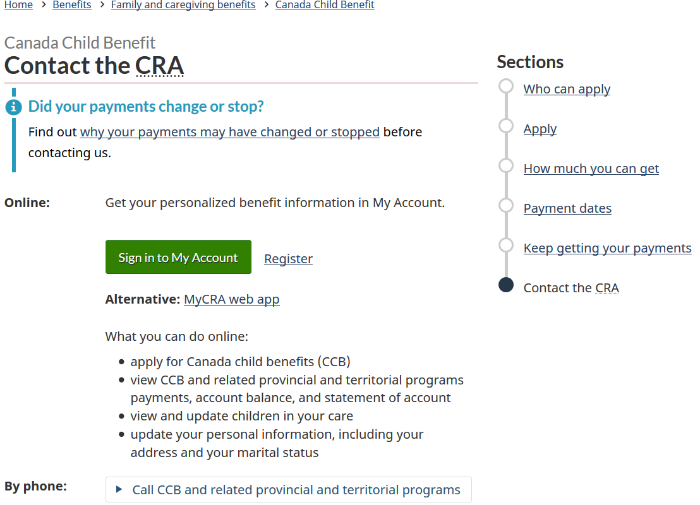 Home > Benefits > Family and caregiving benefits > Canada Child Benefit
Canada Child Benefit
Contact the CRA
Did your payments change or stop?
Find out why your payments may have changed or stopped before
contacting us.
Online:
Get your personalized benefit information in My Account.
Sign in to My Account
Register
Alternative: MyCRA web app
What you can do online:
• apply for Canada child benefits (CCB)
• view CCB and related provincial and territorial programs
payments, account balance, and statement of account
• view and update children in your care
• update your personal information, including your
address and your marital status
By phone:
Call CCB and related provincial and territorial programs
Sections
Who can apply
Apply
How much you can get
Payment dates
Keep getting your payments
Contact the CRA